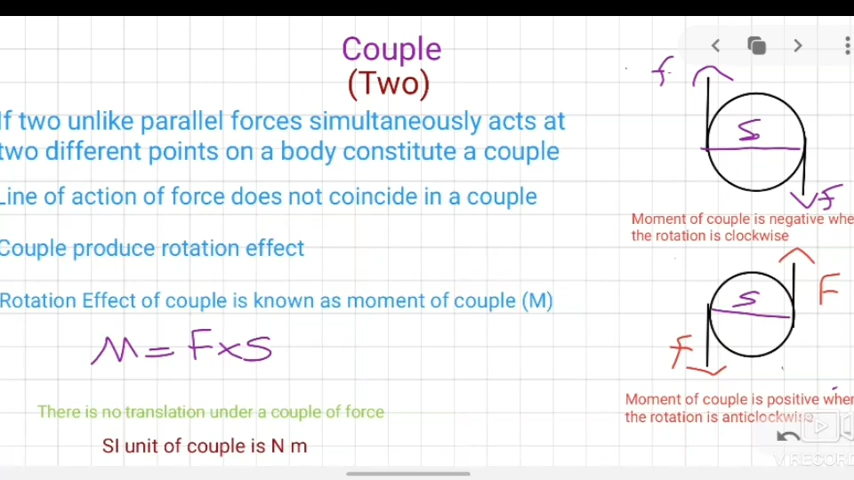 Couple
(Two)
If two unlike parallel forces simultaneously acts at
two different points on a body constitute a couple
Line of action of force does not coincide in a couple
Couple produce rotation effect
Rotation Effect of couple is known as moment of couple (M)
M = F x S
There is no translation under a couple of force
SI unit of couple is N m
f
S
f
Moment of couple is negative whe
the rotation is clockwise
S
F
f
Moment of couple is positive when
the rotation is anticlockwise
VRECORD